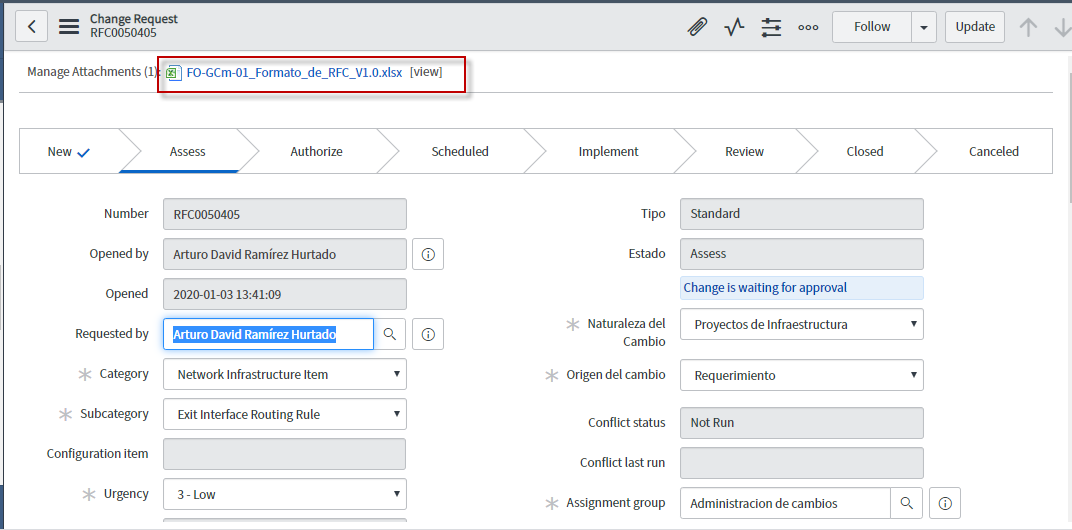 Change Request
RFC0050405
Follow
Update
Manage Attachments (1): FO-GCm-01_Formato_de_RFC_V1.0.xlsx [view]
New
Assess
Authorize
Scheduled
Implement
Review
Closed
Canceled
Number RFC0050405
Opened by Arturo David Ramírez Hurtado
Opened 2020-01-03 13:41:09
Requested by Arturo David Ramírez Hurtado
Category Network Infrastructure Item
Subcategory Exit Interface Routing Rule
Configuration item
Urgency 3 - Low
Tipo Standard
Estado Assess
Change is waiting for approval
Naturaleza del
Cambio
Proyectos de Infraestructura
Origen del cambio Requerimiento
Conflict status Not Run
Conflict last run
Assignment group Administracion de cambios